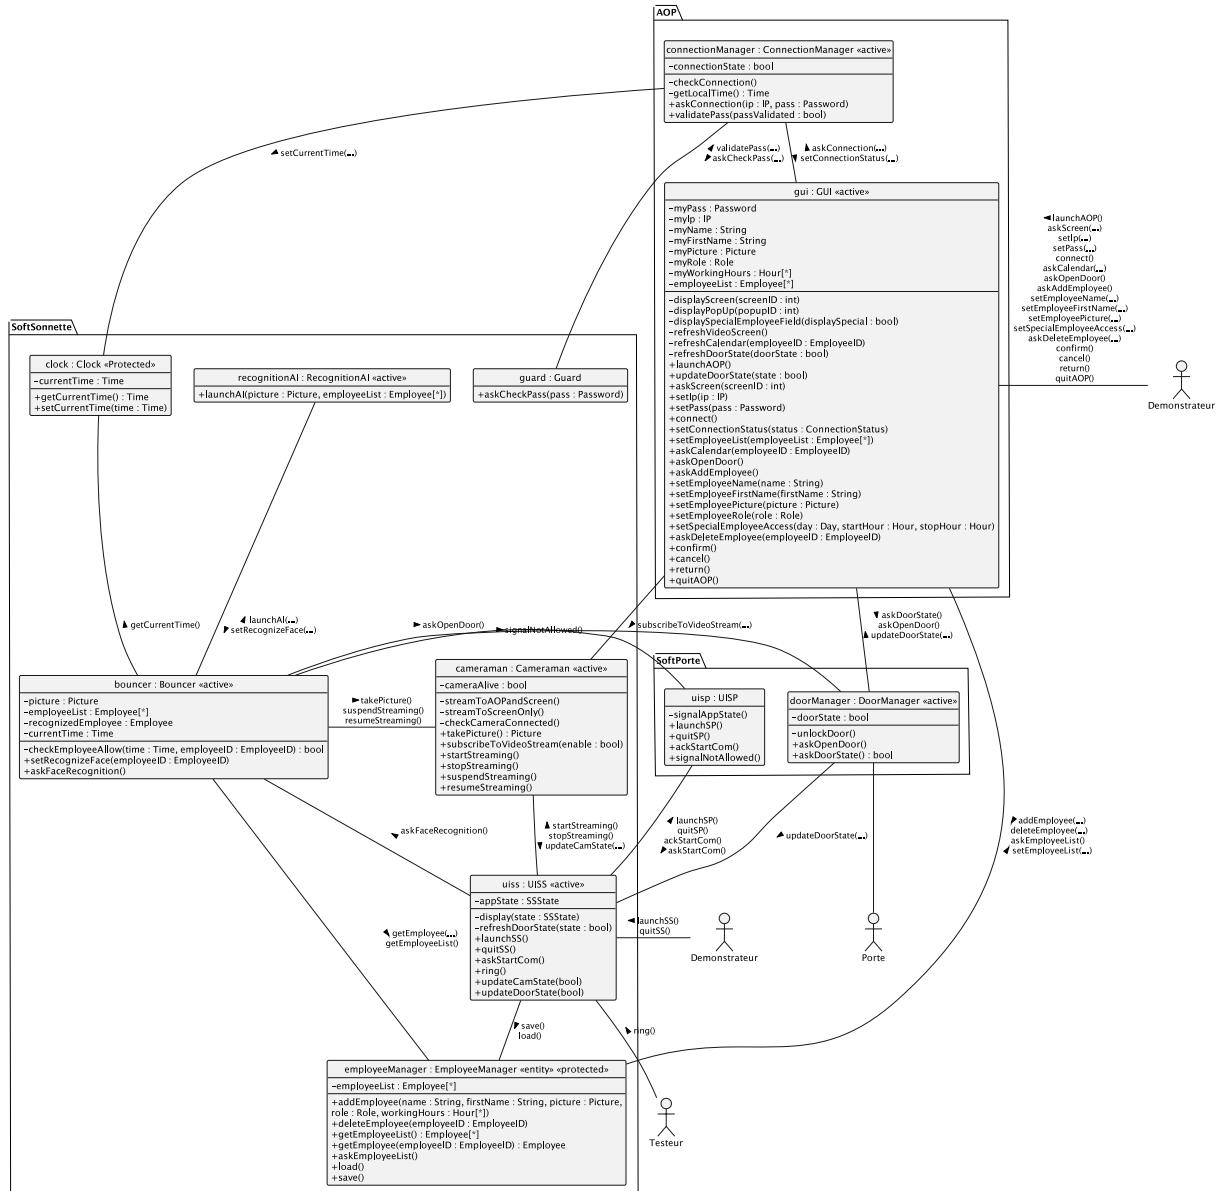 AOP
connectionManager : ConnectionManager «active»
-connectionState : bool
-checkConnection()
-getLocalTime() : Time
+askConnection(ip : IP, pass : Password)
+validatePass(passValidated : bool)
setCurrentTime(...)
validatePass(...)
askCheckPass(...)
askConnection(...)
setConnectionStatus(...)
gui : GUI «active»
-myPass : Password
-myIp : IP
-myName : String
-myFirstName : String
-myPicture : Picture
-myRole : Role
-myWorkingHours : Hour[*]
-employeeList : Employee[*]
-displayScreen(screenID : int)
-displayPopUp(popupID : int)
-displaySpecialEmployeeField(displaySpecial : bool)
-refreshVideoScreen()
-refreshCalendar(employeeID : EmployeeID)
-refreshDoorState(doorState : bool)
+launchAOP()
+updateDoorState(state : bool)
+askScreen(screenID : int)
+setIp(ip : IP)
+setPass(pass : Password)
+connect()
+setConnectionStatus(status : ConnectionStatus)
+setEmployeeList(employeeList : Employee[*])
+askCalendar(employeeID : EmployeeID)
+askOpenDoor()
+askAddEmployee()
+setEmployeeName(name : String)
+setEmployeeFirstName(firstName : String)
+setEmployeePicture(picture : Picture)
+setEmployeeRole(role : Role)
+setSpecialEmployeeAccess(day : Day, startHour : Hour, stopHour : Hour)
+askDeleteEmployee(employeeID : EmployeeID)
+confirm()
+cancel()
+return()
+quitAOP()
launchAOP()
askScreen(...)
setIp(...)
setPass(...)
connect()
askCalendar(...)
askOpenDoor()
askAddEmployee()
setEmployeeName(...)
setEmployeeFirstName(...)
setEmployeePicture(...)
setSpecialEmployeeAccess(...)
askDeleteEmployee(...)
confirm()
cancel()
return()
quitAOP()
Demonstrateur
SoftSonnette
clock : Clock «Protected»
-currentTime : Time
+getCurrentTime() : Time
+setCurrentTime(time : Time)
recognitionAI : RecognitionAI «active»
+launchAI(picture : Picture, employeeList : Employee[*])
guard : Guard
+askCheckPass(pass : Password)
getCurrentTime()
launchAI(...)
setRecognizeFace(...)
askOpenDoor()
signalNotAllowed()
subscribeToVideoStream(...)
askDoorState()
askOpenDoor()
updateDoorState(...)
bouncer : Bouncer «active»
-picture : Picture
-employeeList : Employee[*]
-recognizedEmployee : Employee
-currentTime : Time
-checkEmployeeAllow(time : Time, employeeID : EmployeeID) : bool
+setRecognizeFace(employeeID : EmployeeID)
+askFaceRecognition()
takePicture()
suspendStreaming()
resumeStreaming()
cameraman : Cameraman «active»
-cameraAlive : bool
-streamToAOPandScreen()
-streamToScreenOnly()
-checkCameraConnected()
+takePicture() : Picture
+subscribeToVideoStream(enable : bool)
+startStreaming()
+stopStreaming()
+suspendStreaming()
+resumeStreaming()
SoftPorte
uisp : UISP
-signalAppState()
+launchSP()
+quitSP()
+ackStartCom()
+signalNotAllowed()
doorManager : DoorManager «active»
-doorState : bool
-unlockDoor()
+askOpenDoor()
+askDoorState() : bool
askFaceRecognition()
startStreaming()
stopStreaming()
updateCamState(...)
launchSP()
quitSP()
ackStartCom()
askStartCom()
updateDoorState(...)
addEmployee(...)
deleteEmployee(...)
askEmployeeList()
setEmployeeList(...)
uiss : UISS «active»
-appState : SSState
-display(state : SSState)
-refreshDoorState(state : bool)
+launchSS()
+quitSS()
+askStartCom()
+ring()
+updateCamState(bool)
+updateDoorState(bool)
launchSS()
quitSS()
Demonstrateur
Porte
getEmployee(...)
getEmployeeList()
save()
load()
ring()
employeeManager : EmployeeManager «entity» «protected»
-employeeList : Employee[*]
+addEmployee(name : String, firstName : String, picture : Picture,
role : Role, workingHours : Hour[*])
+deleteEmployee(employeeID : EmployeeID)
+getEmployeeList() : Employee[*]
+getEmployee(employeeID : EmployeeID) : Employee
+askEmployeeList()
+load()
+save()
Testeur